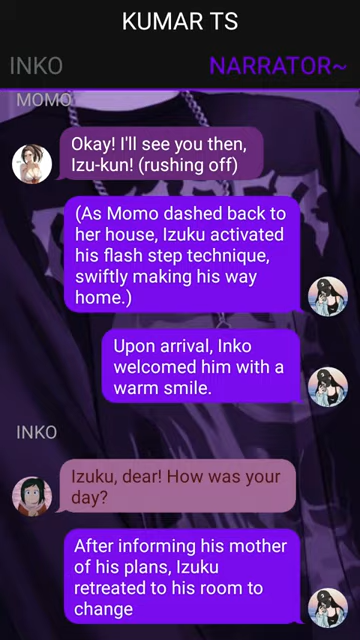 KUMAR TS
INKO
NARRATOR~
MOMO
Okay! I'll see you then,
Izu-kun! (rushing off)
(As Momo dashed back to
her house, Izuku activated
his flash step technique,
swiftly making his way
home.)
Upon arrival, Inko
welcomed him with a
warm smile.
INKO
Izuku, dear! How was your
day?
After informing his mother
of his plans, Izuku
retreated to his room to
change